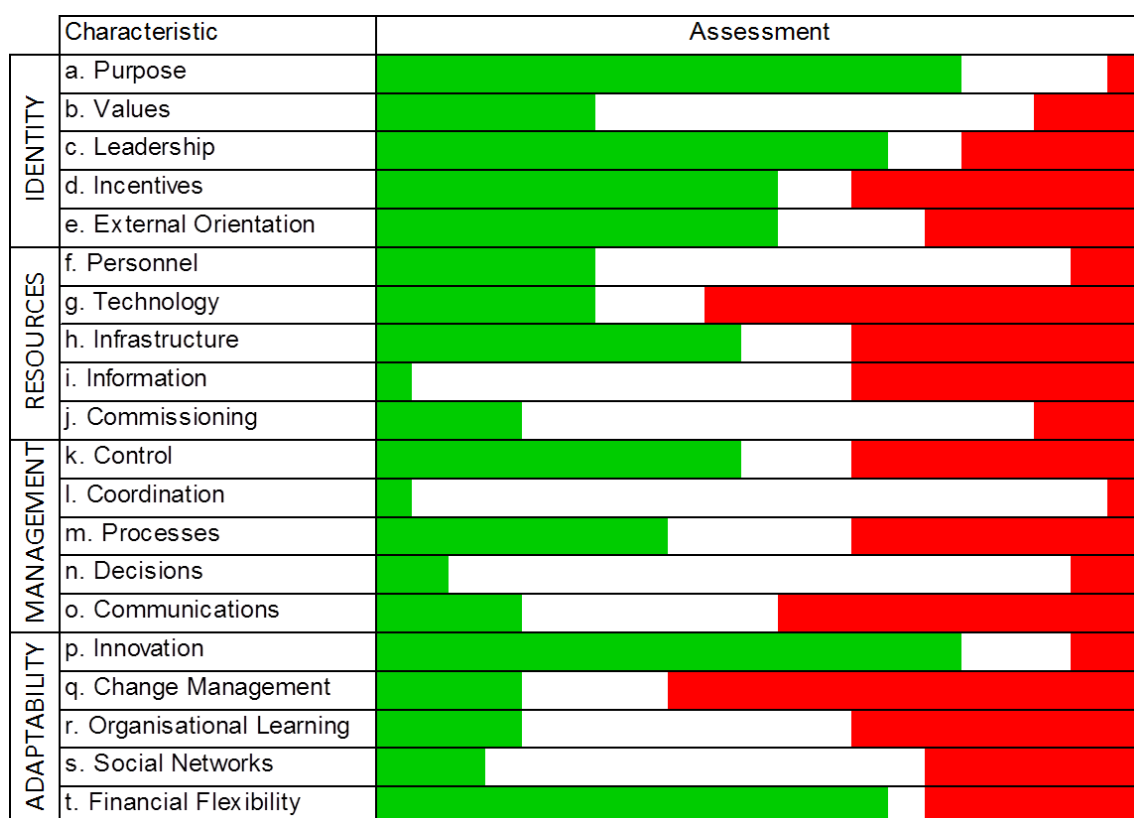 Characteristic Assessment
IDENTITY
a. Purpose
b. Values
c. Leadership
d. Incentives
e. External Orientation
RESOURCES
f. Personnel
g. Technology
h. Infrastructure
i. Information
j. Commissioning
MANAGEMENT
k. Control
l. Coordination
m. Processes
n. Decisions
o. Communications
ADAPTABILITY
p. Innovation
q. Change Management
r. Organisational Learning
s. Social Networks
t. Financial Flexibility